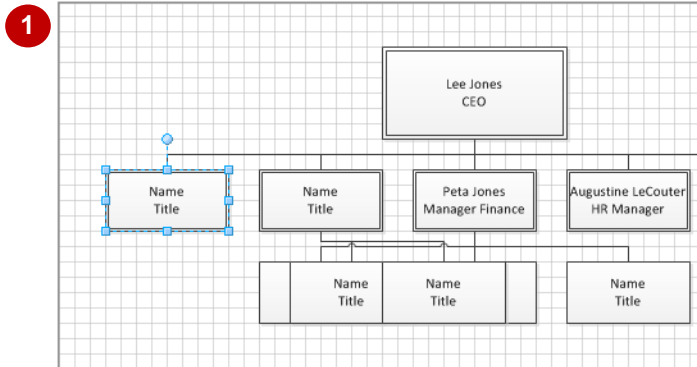 1
Lee Jones
CEO
Name
Title
Name
Title
Peta Jones
Manager Finance
Augustine LeCouter
HR Manager
Name
Title
Name
Title
Name
Title